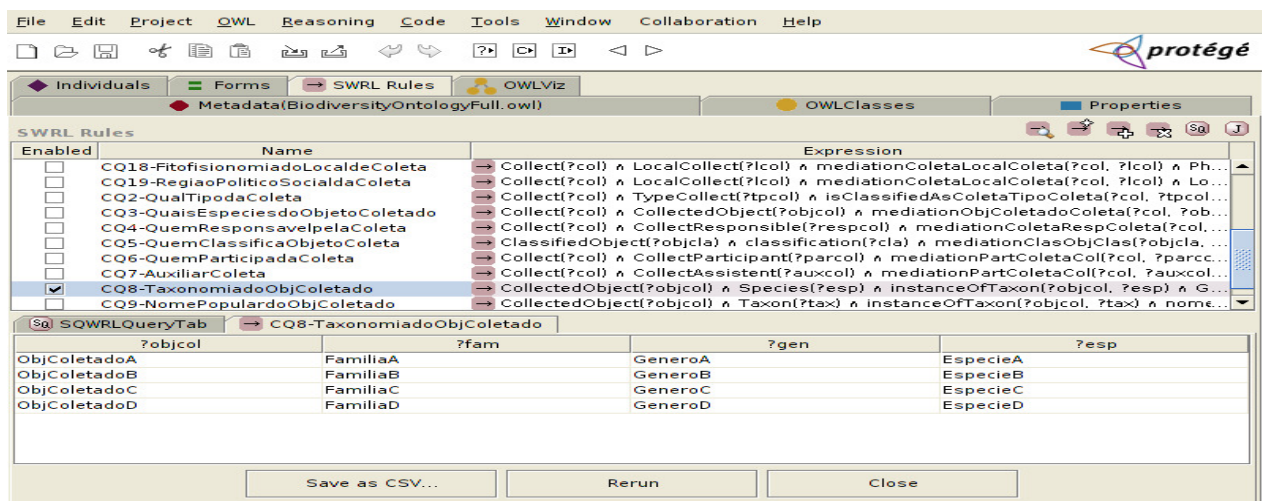 File Edit Project OWL Reasoning Code Tools Window Collaboration Help
protégé
Individuals Forms SWRL Rules OWLViz
Metadata(BiodiversityOntologyFull.owl) OWLClasses Properties
SWRL Rules
Enabled Name Expression
CQ18-FitofisionomiadoLocaldeColeta → Collect(?col) ∧ LocalCollect(?lcol) ∧ mediationColetaLocalColeta(?col, ?lcol) ∧ Ph...
CQ19-RegiaoPoliticoSocialdaColeta → Collect(?col) ∧ LocalCollect(?lcol) ∧ mediationColetaLocalColeta(?col, ?lcol) ∧ Lo...
CQ2-QualTipodaColeta → Collect(?col) ∧ TypeCollect(?tpcol) ∧ isClassifiedAsColetaTipoColeta(?col, ?tpcol...
CQ3-QuaisEspeciesdoObjetoColetado → Collect(?col) ∧ CollectedObject(?objcol) ∧ mediationObjColetadoColeta(?col, ?ob...
CQ4-QuemResponsavelpelaColeta → Collect(?col) ∧ CollectResponsible(?respcol) ∧ mediationColetaRespColeta(?col,...
CQ5-QuemClassificaObjetoColeta → ClassifiedObject(?objcla) ∧ classification(?cla) ∧ mediationClasObjClas(?objcla, ...
CQ6-QuemParticipadaColeta → Collect(?col) ∧ CollectParticipant(?parcol) ∧ mediationPartColetaCol(?col, ?parcc...
CQ7-AuxiliarColeta → Collect(?col) ∧ CollectAssistent(?auxcol) ∧ mediationPartColetaCol(?col, ?auxcol...
CQ8-TaxonomiadoObjColetado → CollectedObject(?objcol) ∧ Species(?esp) ∧ instanceOfTaxon(?objcol, ?esp) ∧ G...
CQ9-NomePopulardoObjColetado → CollectedObject(?objcol) ∧ Taxon(?tax) ∧ instanceOfTaxon(?objcol, ?tax) ∧ nome...
SQWRLQueryTab → CQ8-TaxonomiadoObjColetado
?objcol ?fam ?gen ?esp
ObjColetadoA FamiliaA GeneroA EspecieA
ObjColetadoB FamiliaB GeneroB EspecieB
ObjColetadoC FamiliaC GeneroC EspecieC
ObjColetadoD FamiliaD GeneroD EspecieD
Save as CSV... Rerun Close